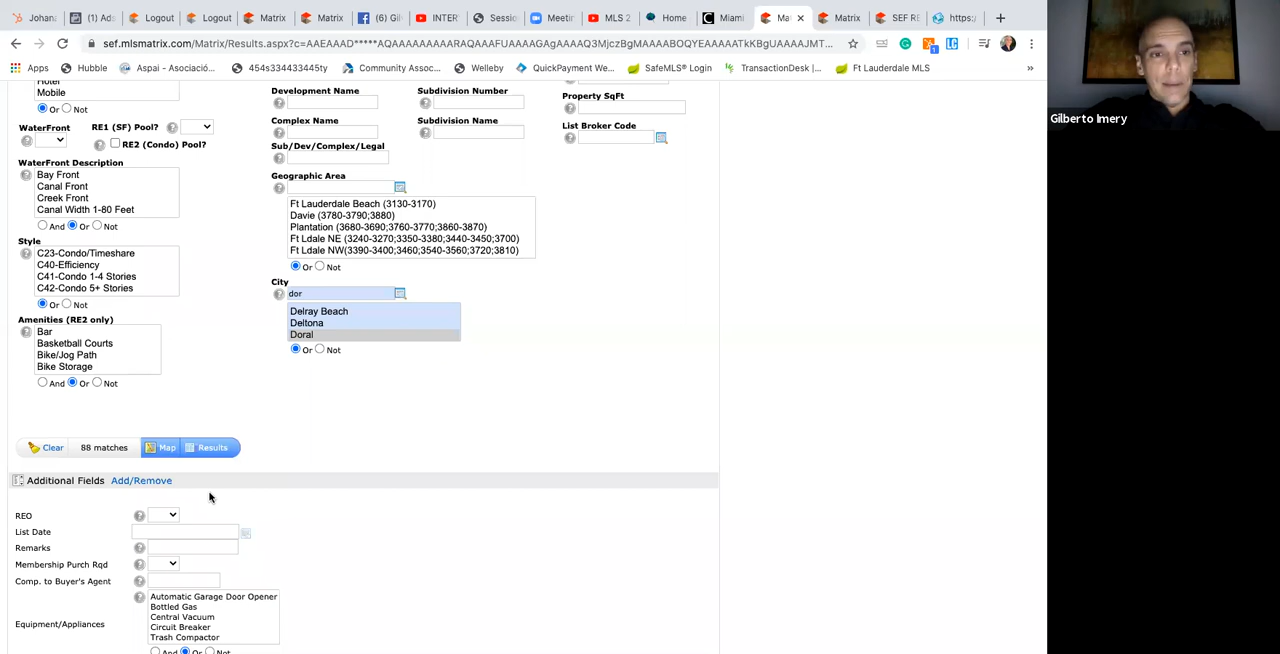 Johana
(1) Ads
Logout
Logout
Matrix
Matrix
(6) Gil
INTER
Sessio
Meetin
MLS 2
Home
Miami
Mat
Matrix
SEF RE
https:/
sef.mlsmatrix.com/Matrix/Results.aspx?c=AAEAAAD*****AQAAAAAAAAARAQAAAFUAAAAGAgAAAAQ3MjczBgMAAAABOQYEAAAAATkKBgUAAAAJMT...
Apps
Hubble
Aspai - Asociació...
454s334433445ty
Community Assoc...
Welleby
QuickPayment We...
SafeMLS® Login
TransactionDesk |...
Ft Lauderdale MLS
»
Hotel
Mobile
Or Not
WaterFront
RE1 (SF) Pool?
RE2 (Condo) Pool?
WaterFront Description
Bay Front
Canal Front
Creek Front
Canal Width 1-80 Feet
And Or Not
Style
C23-Condo/Timeshare
C40-Efficiency
C41-Condo 1-4 Stories
C42-Condo 5+ Stories
Or Not
Amenities (RE2 only)
Bar
Basketball Courts
Bike/Jog Path
Bike Storage
And Or Not
Development Name
Subdivision Number
Property SqFt
Complex Name
Subdivision Name
List Broker Code
Sub/Dev/Complex/Legal
Geographic Area
Ft Lauderdale Beach (3130-3170)
Davie (3780-3790;3880)
Plantation (3680-3690;3760-3770;3860-3870)
Ft Ldale NE (3240-3270;3350-3380;3440-3450;3700)
Ft Ldale NW(3390-3400;3460;3540-3560;3720;3810)
Or Not
City
dor
Delray Beach
Deltona
Doral
Or Not
Clear 88 matches Map Results
Additional Fields Add/Remove
REO
List Date
Remarks
Membership Purch Rqd
Comp. to Buyer's Agent
Equipment/Appliances
Automatic Garage Door Opener
Bottled Gas
Central Vacuum
Circuit Breaker
Trash Compactor
And Or Not
Gilberto Imery